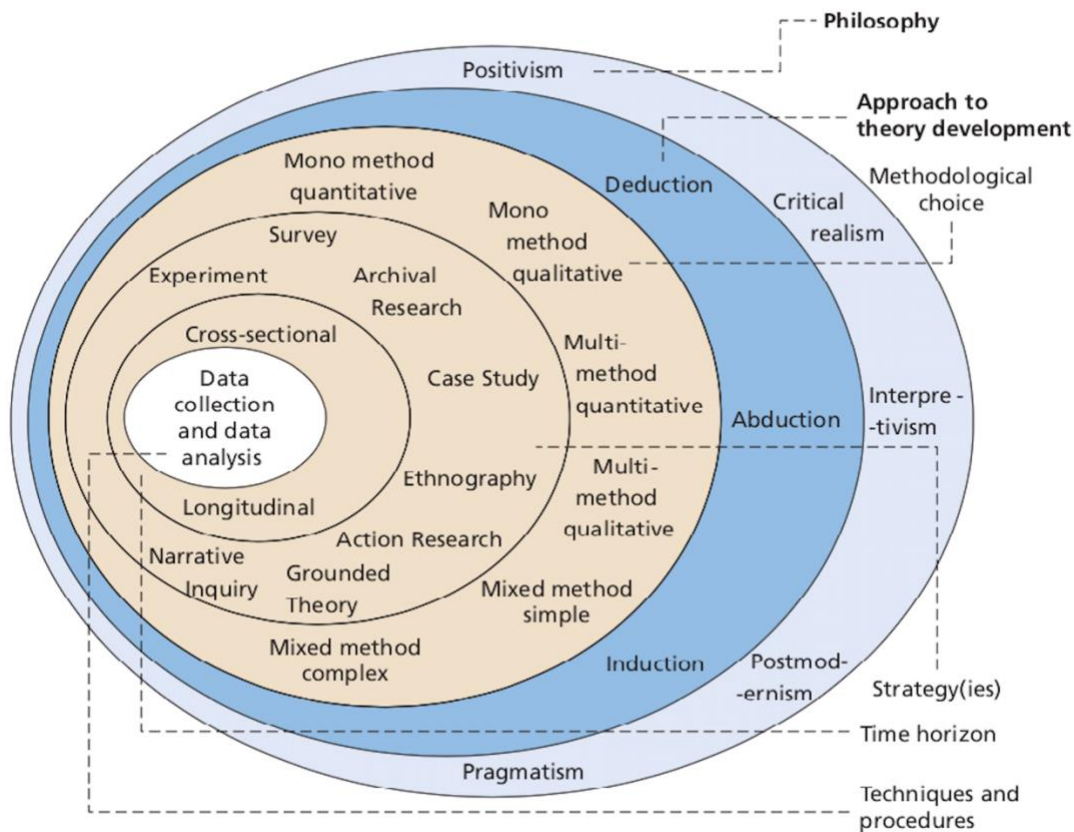 Philosophy
Positivism
Approach to
theory development
Mono method
quantitative
Deduction
Methodological
choice
Critical
realism
Mono
method
qualitative
Survey
Experiment
Archival
Research
Cross-sectional
Multi-
method
quantitative
Data
collection
and data
analysis
Case Study
Abduction
Interpre -
-tivism
Multi-
method
qualitative
Ethnography
Longitudinal
Action Research
Narrative
Inquiry
Grounded
Theory
Mixed method
simple
Mixed method
complex
Induction
Postmod-
-ernism
Strategy(ies)
Time horizon
Pragmatism
Techniques and
procedures